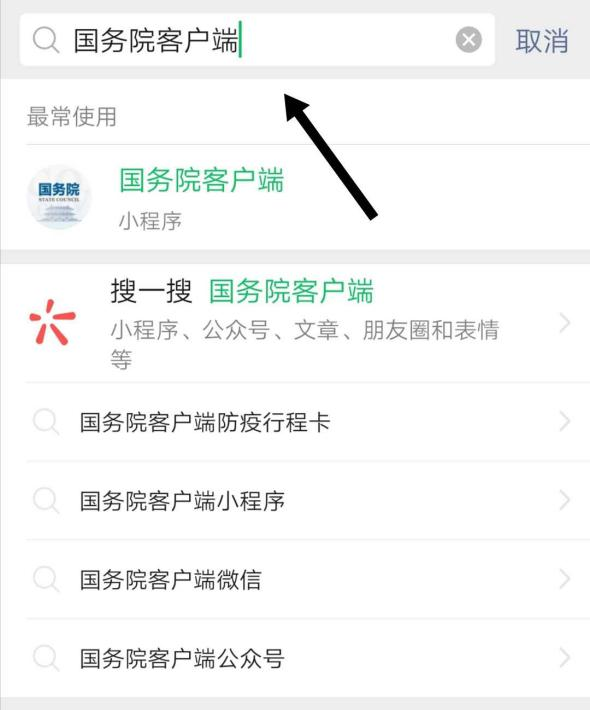 国务院客户端
取消
最常使用
国务院
STATE COUNCIL
国务院客户端
小程序
搜一搜 国务院客户端
小程序、公众号、文章、朋友圈和表情
等
国务院客户端防疫行程卡
国务院客户端小程序
国务院客户端微信
国务院客户端公众号